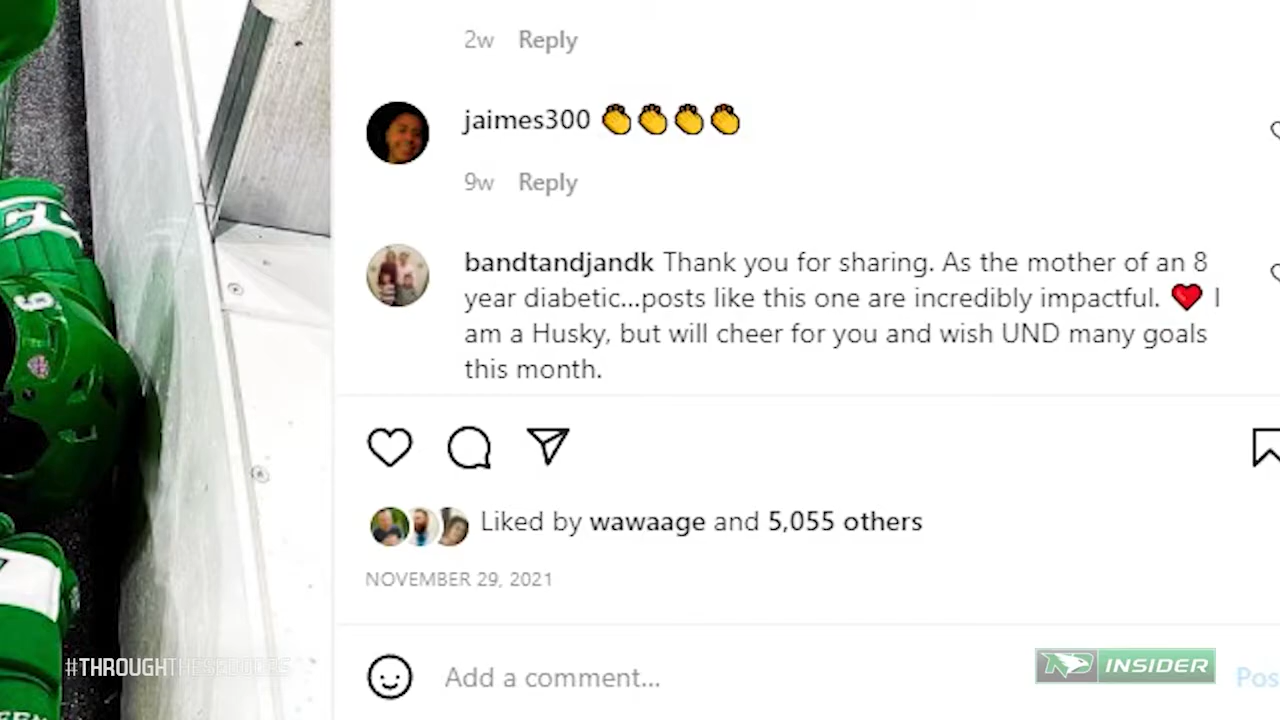 2w Reply
jaimes300 👏👏👏👏
9w Reply
bandtandjandk Thank you for sharing. As the mother of an 8
year diabetic...posts like this one are incredibly impactful. ❤️ I
am a Husky, but will cheer for you and wish UND many goals
this month.
Liked by wawaage and 5,055 others
NOVEMBER 29, 2021
Add a comment...
#THROUGHTHESEDOORS
INSIDER